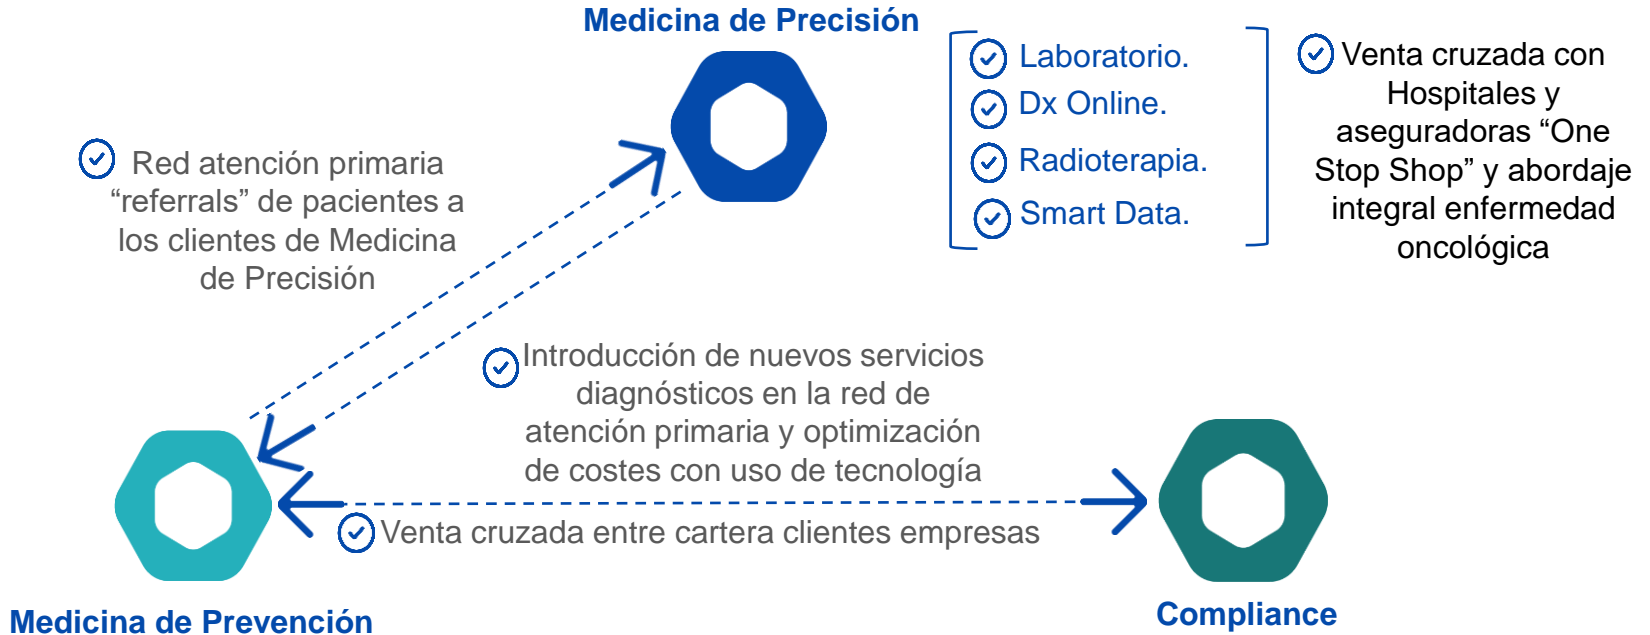 Medicina de Precisión
Laboratorio.
Dx Online.
Radioterapia.
Smart Data.
Venta cruzada con
Hospitales y
aseguradoras “One
Stop Shop” y abordaje
integral enfermedad
oncológica
Red atención primaria
“referrals” de pacientes a
los clientes de Medicina
de Precisión
Introducción de nuevos servicios
diagnósticos en la red de
atención primaria y optimización
de costes con uso de tecnología
Venta cruzada entre cartera clientes empresas
Medicina de Prevención
Compliance